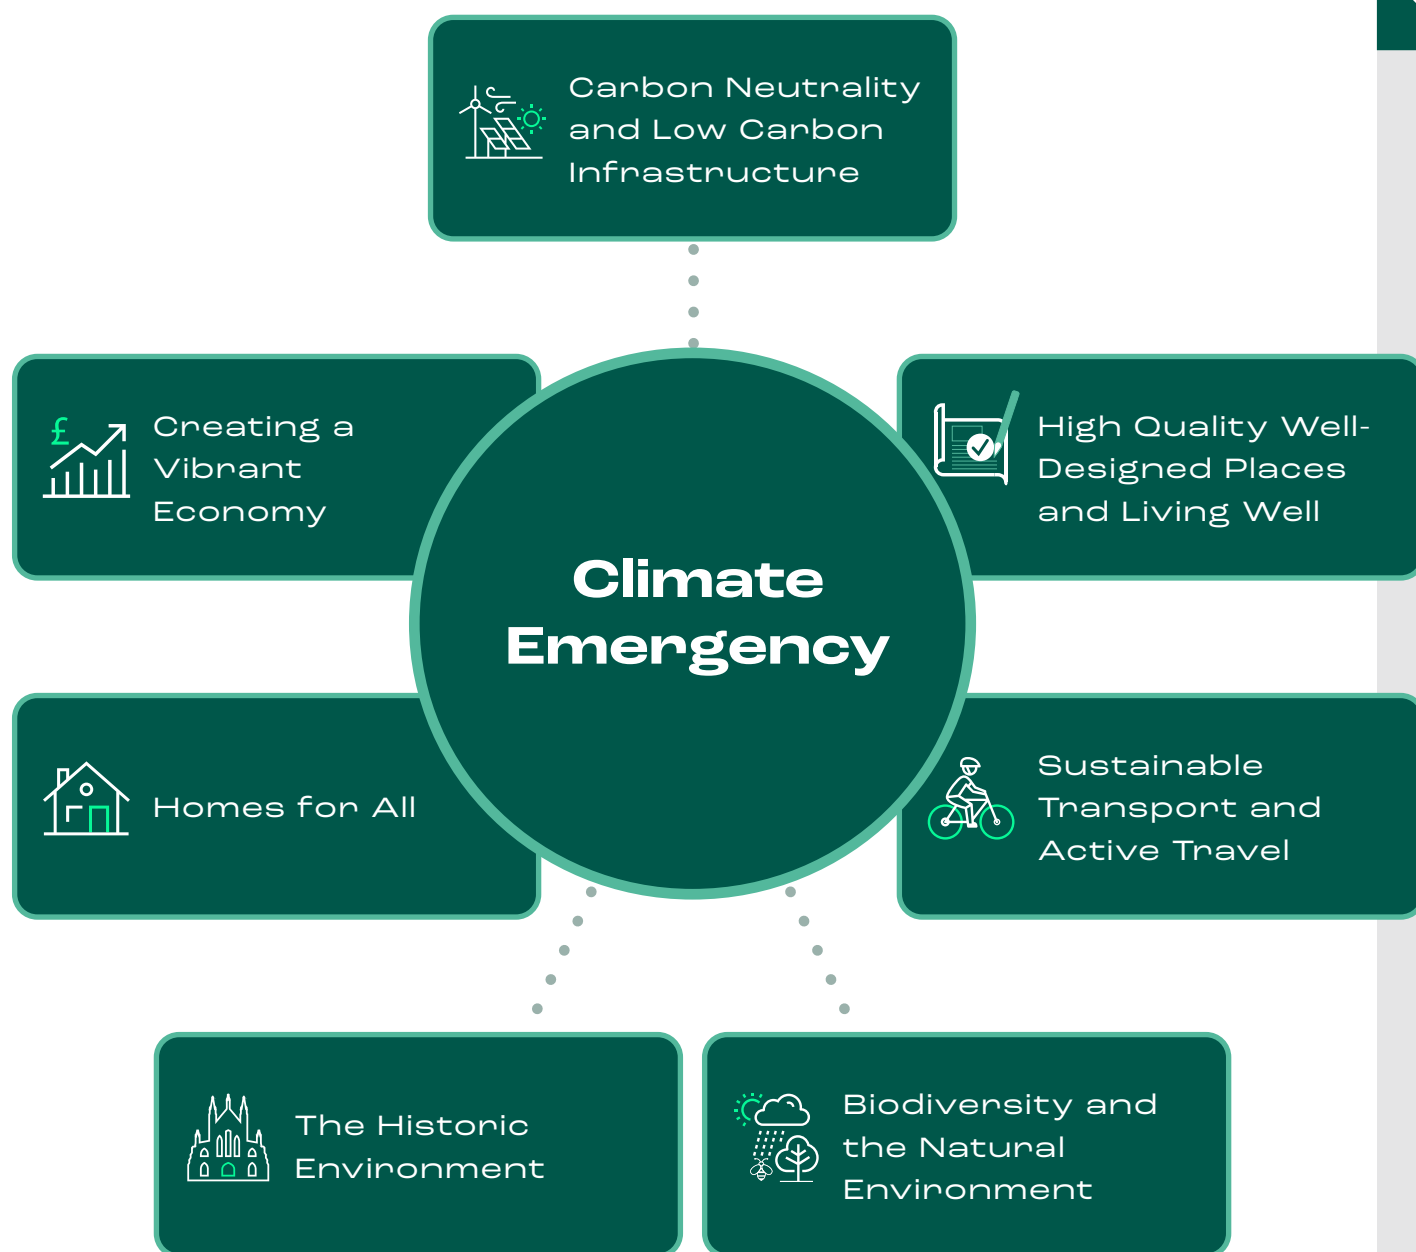 Carbon Neutrality
and Low Carbon
Infrastructure
£
Creating a
Vibrant
Economy
High Quality Well-
Designed Places
and Living Well
Climate
Emergency
Homes for All
Sustainable
Transport and
Active Travel
The Historic
Environment
Biodiversity and
the Natural
Environment